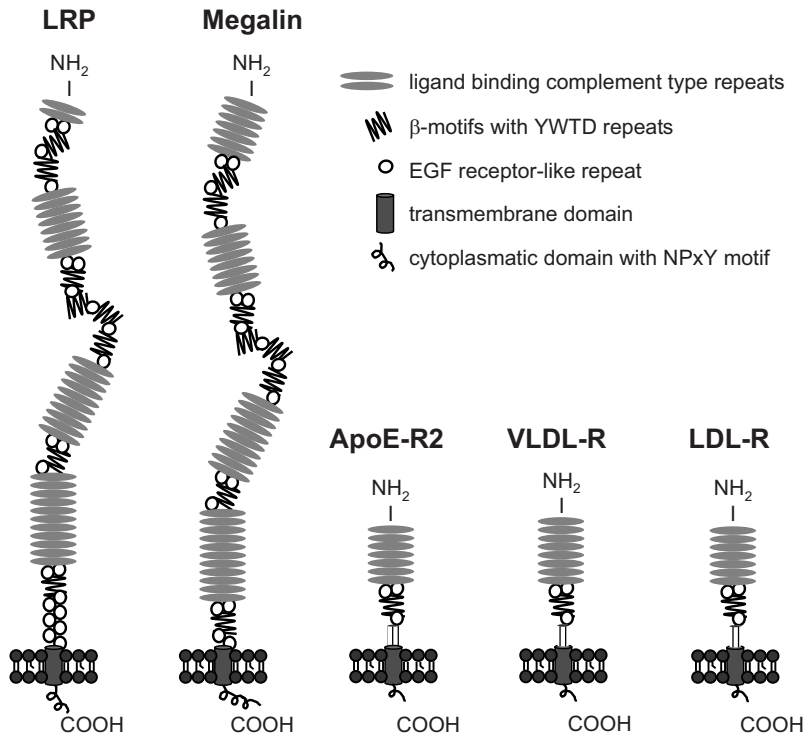 LRP
Megalin
NH2
NH2
ligand binding complement type repeats
β-motifs with YWTD repeats
EGF receptor-like repeat
transmembrane domain
cytoplasmatic domain with NPxY motif
ApoE-R2
VLDL-R
LDL-R
NH2
NH2
NH2
COOH
COOH
COOH
COOH
COOH